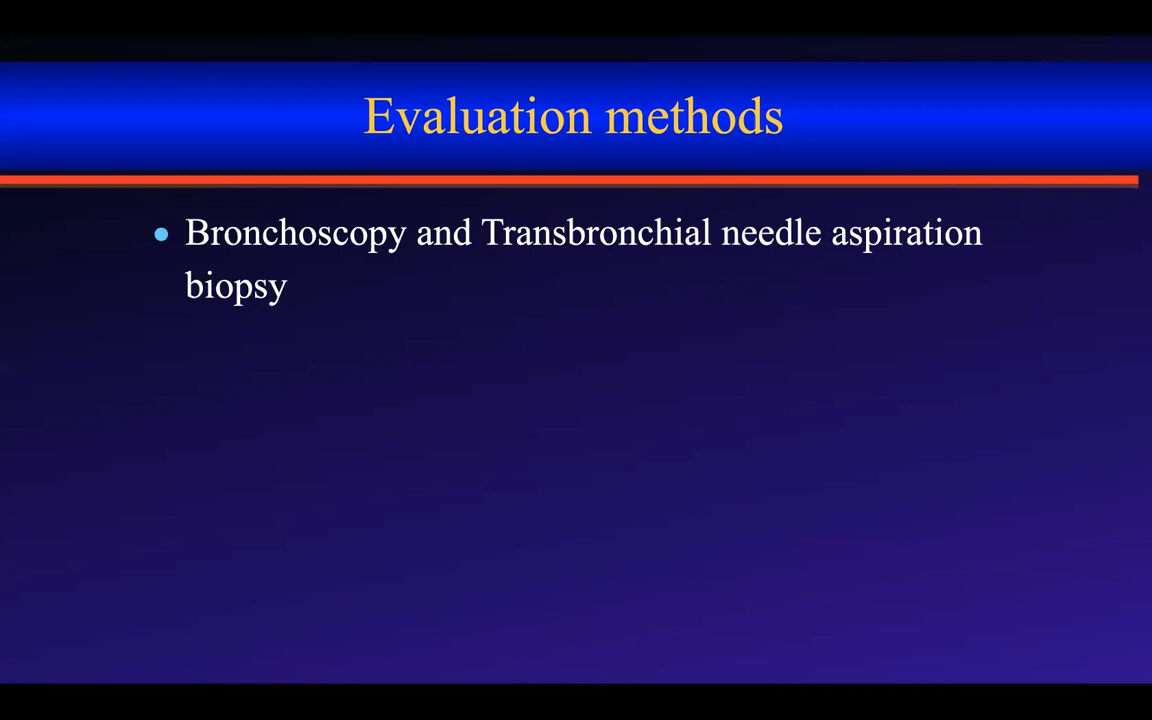 Evaluation methods
• Bronchoscopy and Transbronchial needle aspiration
biopsy